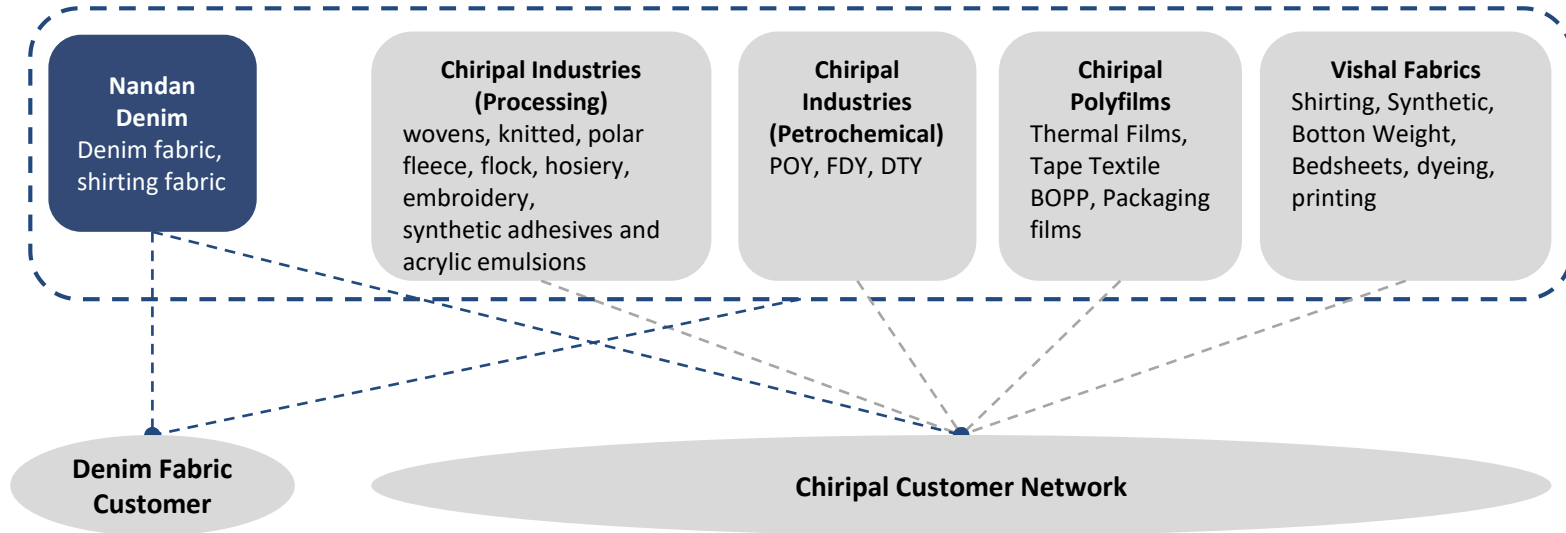 Nandan
Denim
Denim fabric,
shirting fabric
Chiripal Industries
(Processing)
wovens, knitted, polar
fleece, flock, hosiery,
embroidery,
synthetic adhesives and
acrylic emulsions
Chiripal
Industries
(Petrochemical)
POY, FDY, DTY
Chiripal
Polyfilms
Thermal Films,
Tape Textile
BOPP, Packaging
films
Vishal Fabrics
Shirting, Synthetic,
Botton Weight,
Bedsheets, dyeing,
printing
Denim Fabric
Customer
Chiripal Customer Network